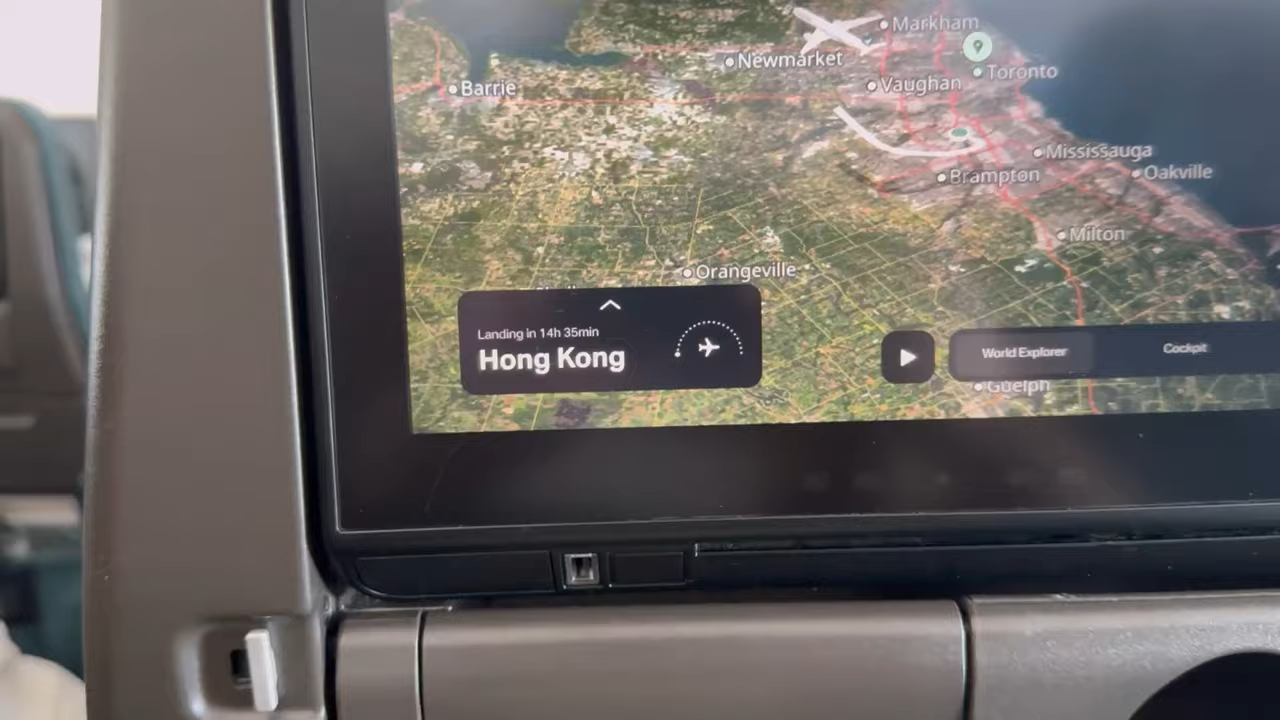 Markham
Newmarket
Toronto
Vaughan
Barrie
Mississauga
Brampton
Oakville
Milton
Orangeville
Landing in 14h 35min
Hong Kong
World Explorer
Cockpit
Guelph